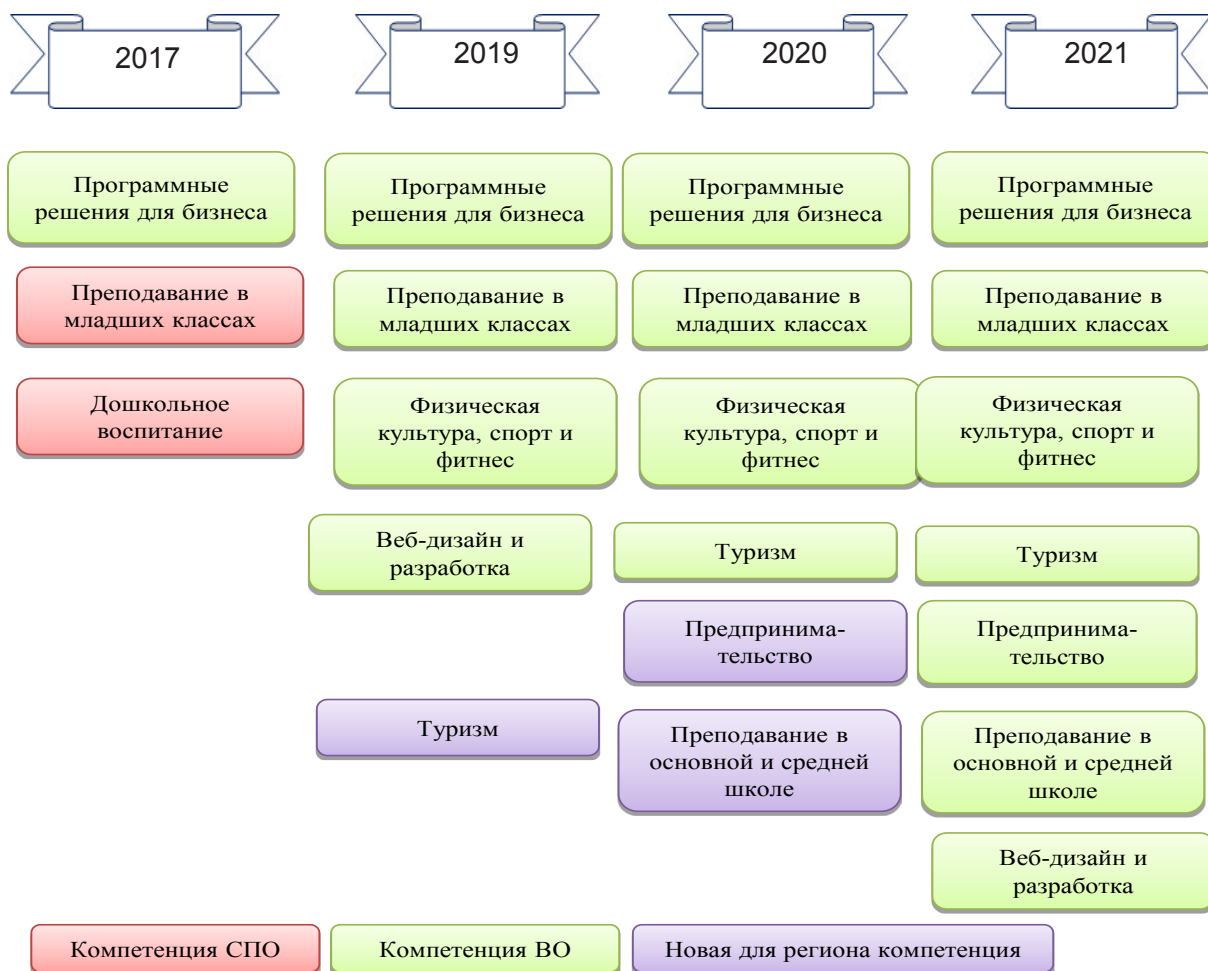 2017
2019
2020
2021
Программные
решения для бизнеса
Программные
решения для бизнеса
Программные
решения для бизнеса
Программные
решения для бизнеса
Преподавание в
младших классах
Преподавание в
младших классах
Преподавание в
младших классах
Преподавание в
младших классах
Дошкольное
воспитание
Физическая
культура, спорт и
фитнес
Физическая
культура, спорт и
фитнес
Физическая
культура, спорт и
фитнес
Веб-дизайн и
разработка
Туризм
Туризм
Предпринима-
тельство
Предпринима-
тельство
Туризм
Преподавание в
основной и средней
школе
Преподавание в
основной и средней
школе
Веб-дизайн и
разработка
Компетенция СПО
Компетенция ВО
Новая для региона компетенция